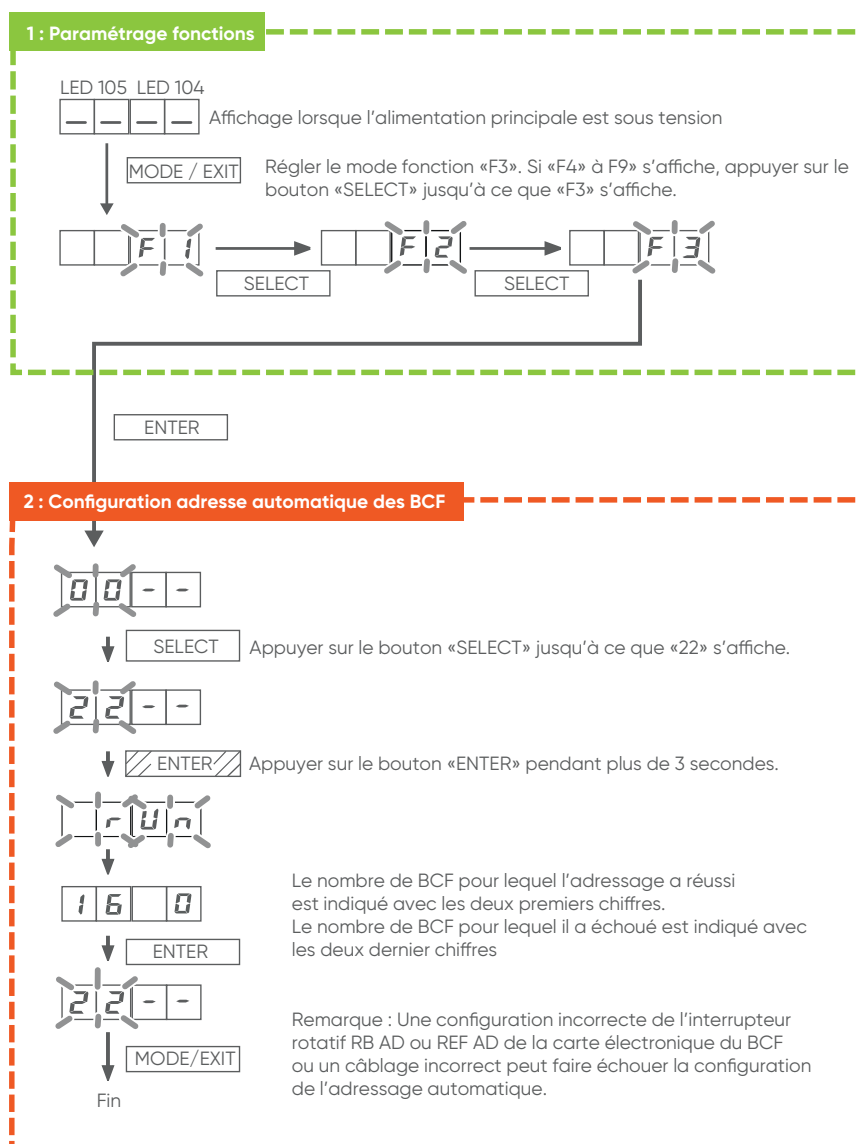 1 : Paramétrage fonctions
LED 105 LED 104
_ _ _ _ Affichage lorsque l'alimentation principale est sous tension
MODE / EXIT Régler le mode fonction «F3». Si «F4» à F9» s'affiche, appuyer sur le
bouton «SELECT» jusqu'à ce que «F3» s'affiche.
F 1 F 2 F 3
SELECT SELECT
ENTER
2 : Configuration adresse automatique des BCF
0 0 - -
SELECT Appuyer sur le bouton «SELECT» jusqu'à ce que «22» s'affiche.
2 2 - -
ENTER Appuyer sur le bouton «ENTER» pendant plus de 3 secondes.
r U n
1 6 0
Le nombre de BCF pour lequel l'adressage a réussi
est indiqué avec les deux premiers chiffres.
Le nombre de BCF pour lequel il a échoué est indiqué avec
les deux dernier chiffres
ENTER
2 2 - -
Remarque : Une configuration incorrecte de l'interrupteur
rotatif RB AD ou REF AD de la carte électronique du BCF
ou un câblage incorrect peut faire échouer la configuration
de l'adressage automatique.
MODE/EXIT
Fin